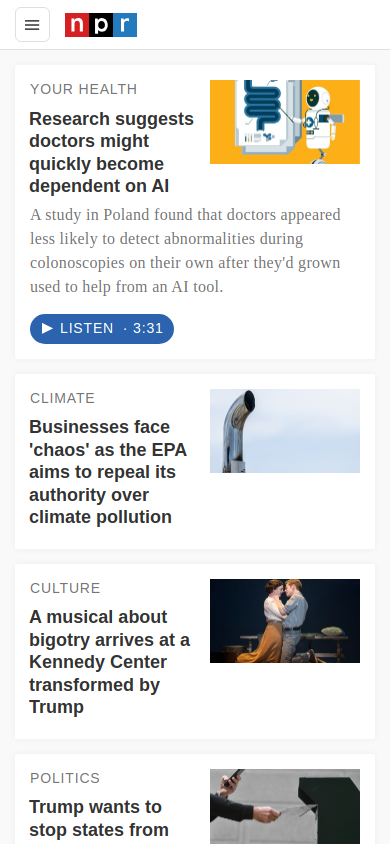 npr
YOUR HEALTH
Research suggests
doctors might
quickly become
dependent on AI
A study in Poland found that doctors appeared
less likely to detect abnormalities during
colonoscopies on their own after they'd grown
used to help from an AI tool.
LISTEN · 3:31
CLIMATE
Businesses face
'chaos' as the EPA
aims to repeal its
authority over
climate pollution
CULTURE
A musical about
bigotry arrives at a
Kennedy Center
transformed by
Trump
POLITICS
Trump wants to
stop states from